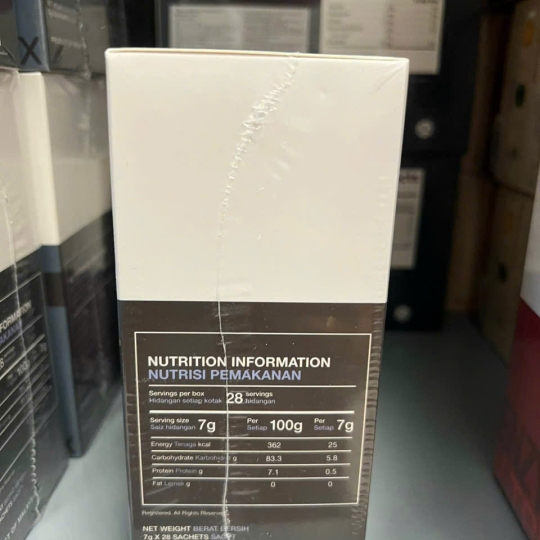 NUTRITION INFORMATION
NUTRISI PEMAKANAN
Servings per box 28 servings
Hidangan setiap kotak hidangan
Serving size 7g Per 100g Per 7g
Saiz hidangan Setiap Setiap
Energy Tenaga kcal 362 25
Carbohydrate Karbohidrat g 83.3 5.8
Protein Protein g 7.1 0.5
Fat Lemak g 0 0
Registered. All Rights Reserved
NET WEIGHT BERAT BERSIH
7g X 28 SACHETS